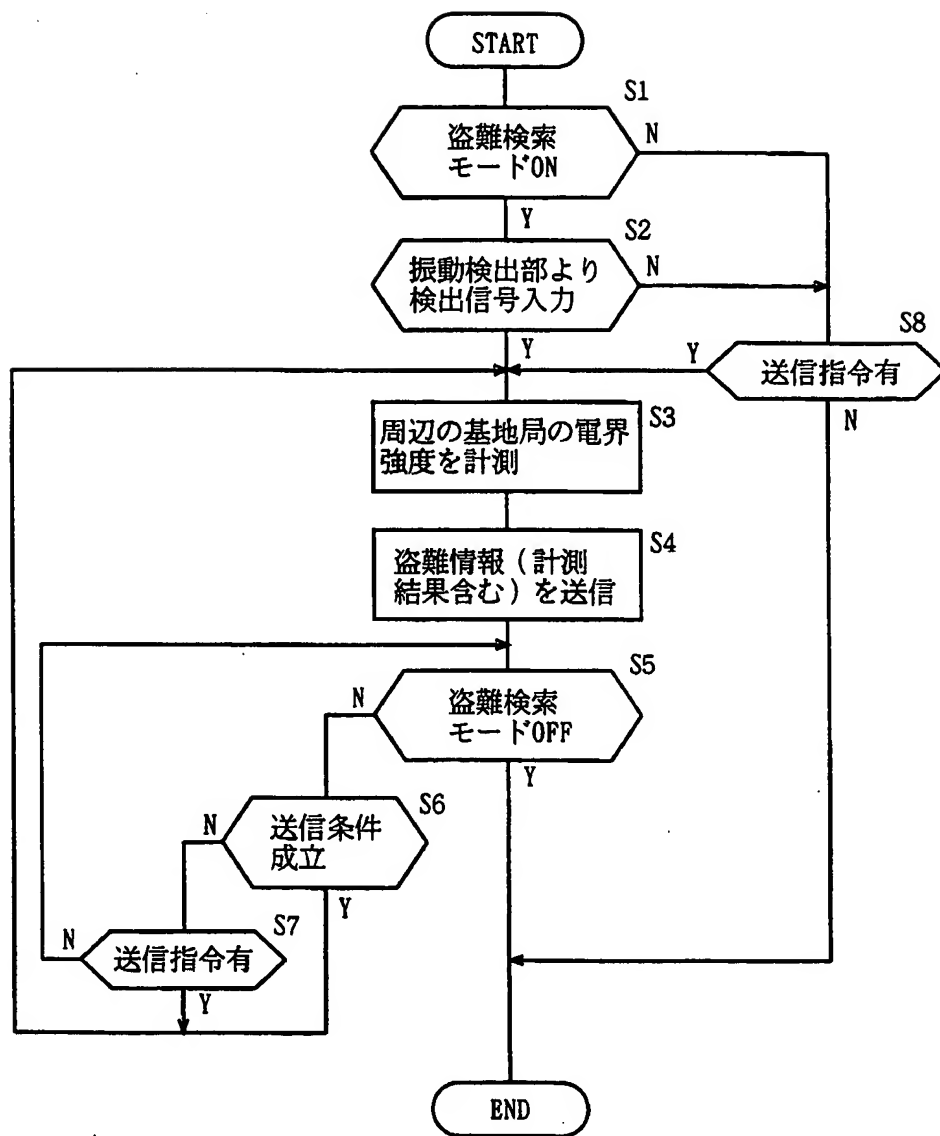 START
S1
盗難検索
モードON
N
Y
S2
振動検出部より
検出信号入力
N
Y
S8
送信指令有
Y
N
S3
周辺の基地局の電界
強度を計測
S4
盗難情報(計測
結果含む)を送信
S5
盗難検索
モードOFF
N
Y
S6
送信条件
成立
N
Y
S7
送信指令有
N
Y
END